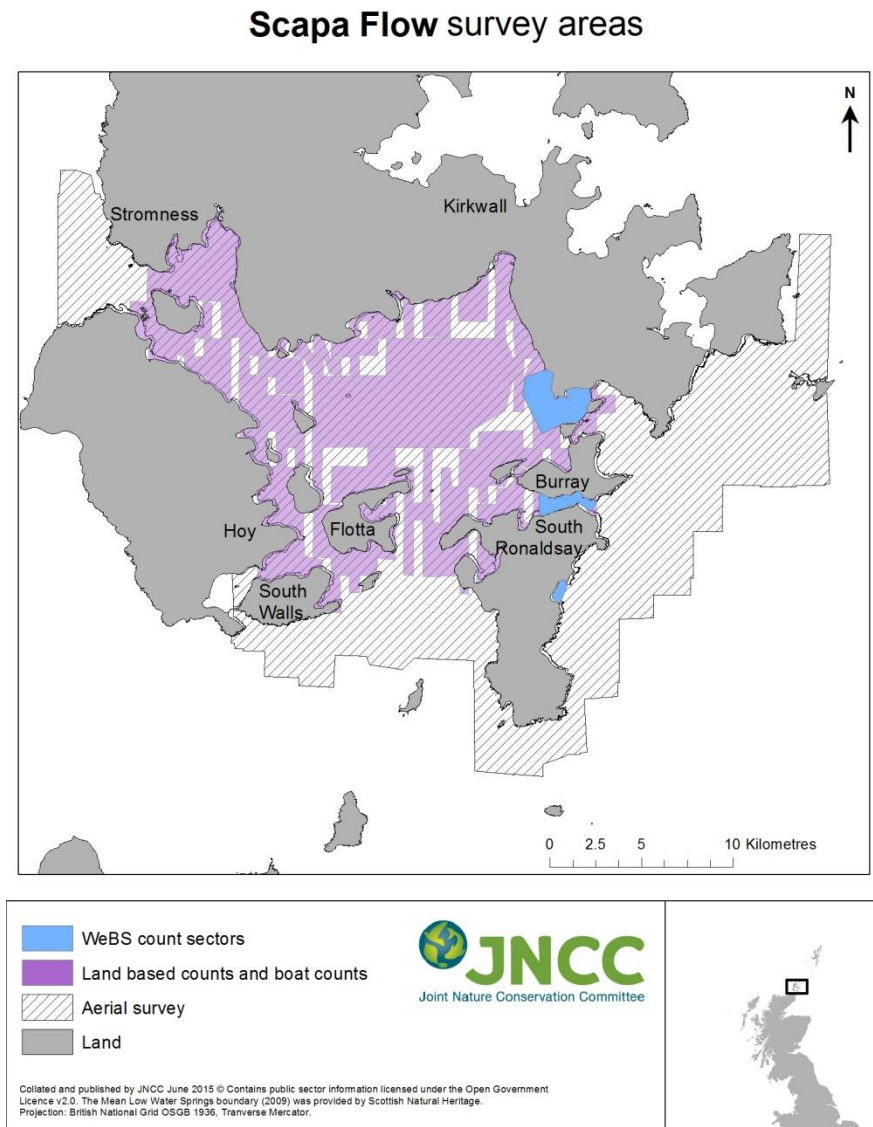 Scapa Flow survey areas
N
Stromness
Kirkwall
Burray
Hoy
Flotta
South
Ronaldsay
South
Walls
0 2.5 5 10 Kilometres
WeBS count sectors
Land based counts and boat counts
Aerial survey
Land
JNCC
Joint Nature Conservation Committee
Collated and published by JNCC June 2015 © Contains public sector information licensed under the Open Government
Licence v2.0. The Mean Low Water Springs boundary (2009) was provided by Scottish Natural Heritage.
Projection: British National Grid OSGB 1936, Tranverse Mercator.